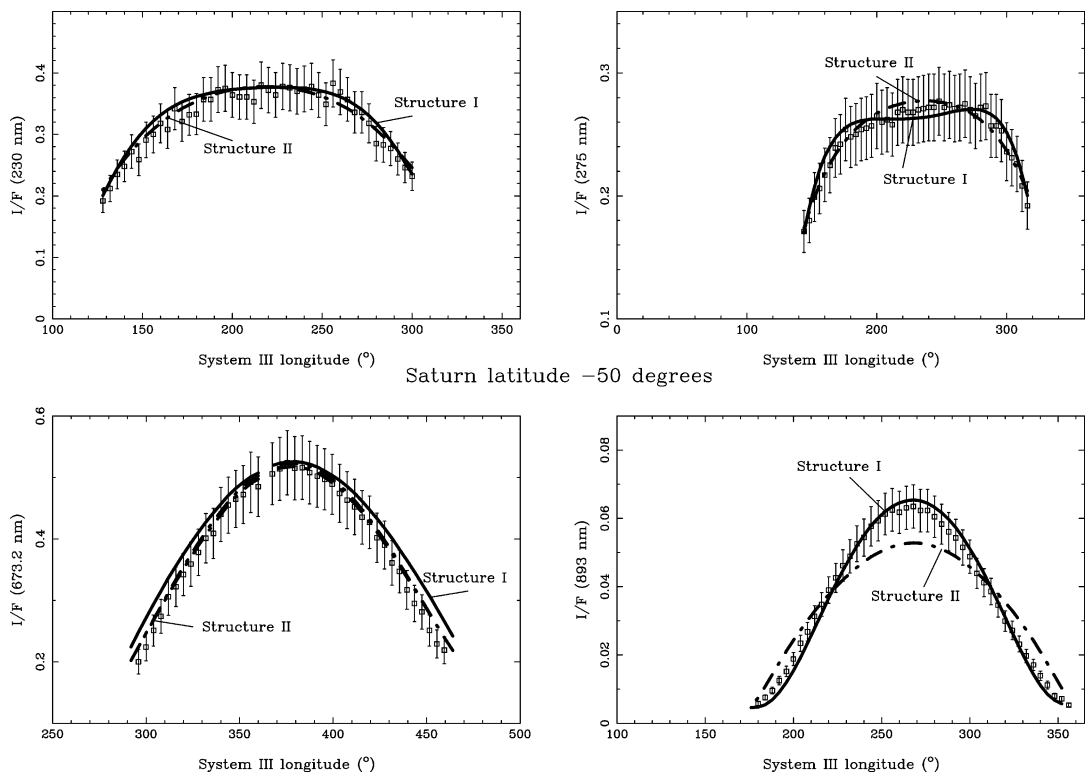 I/F (230 nm)
0
0.1
0.2
0.3
0.4
Structure I
Structure II
100
150
200
250
300
350
System III longitude (°)
I/F (275 nm)
0.1
0.2
0.3
Structure II
Structure I
0
100
200
300
System III longitude (°)
Saturn latitude −50 degrees
I/F (673.2 nm)
0.2
0.4
0.6
Structure I
Structure II
250
300
350
400
450
500
System III longitude (°)
I/F (893 nm)
0
0.02
0.04
0.06
0.08
Structure I
Structure II
100
150
200
250
300
350
System III longitude (°)